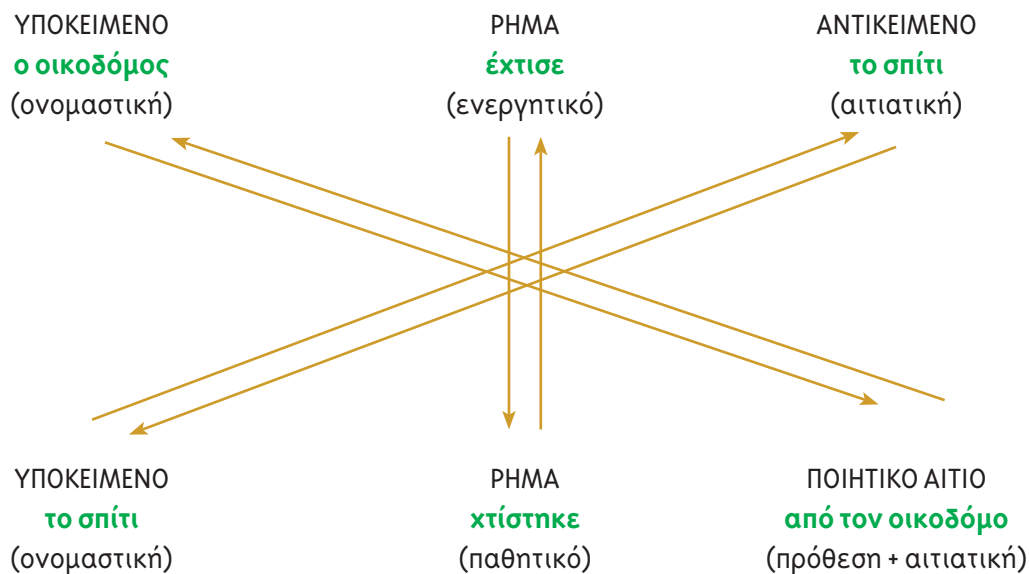 ΥΠΟΚΕΙΜΕΝΟ ΡΗΜΑ ΑΝΤΙΚΕΙΜΕΝΟ
ο οικοδόμος έχτισε το σπίτι
(ονομαστική) (ενεργητικό) (αιτιατική)
ΥΠΟΚΕΙΜΕΝΟ ΡΗΜΑ ΠΟΙΗΤΙΚΟ ΑΙΤΙΟ
το σπίτι χτίστηκε από τον οικοδόμο
(ονομαστική) (παθητικό) (πρόθεση + αιτιατική)